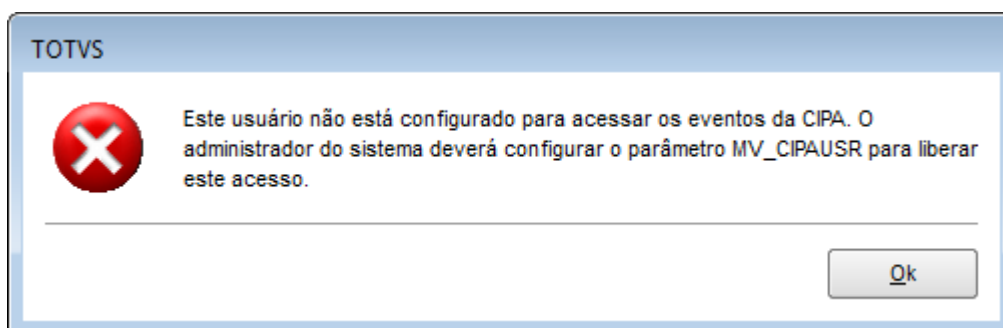 TOTVS
Este usuário não está configurado para acessar os eventos da CIPA. O
administrador do sistema deverá configurar o parâmetro MV_CIPAUSR para liberar
este acesso.
Ok